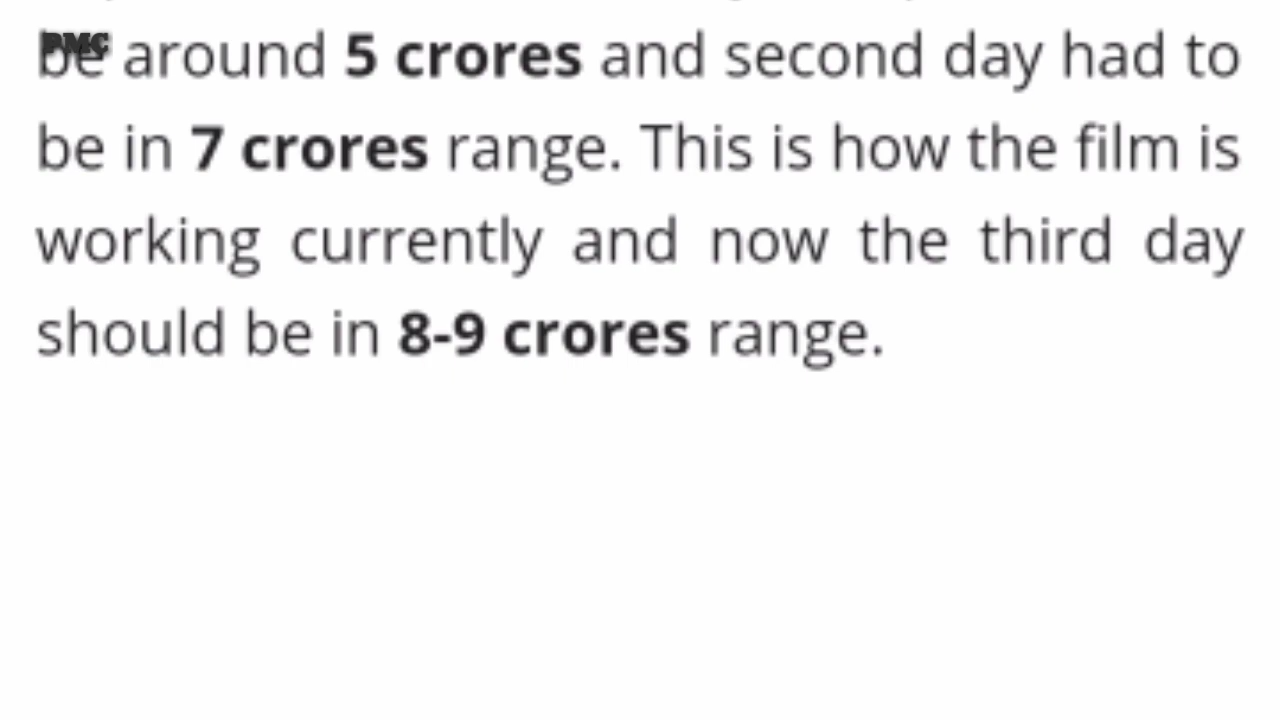 PMC
be around 5 crores and second day had to
be in 7 crores range. This is how the film is
working currently and now the third day
should be in 8-9 crores range.